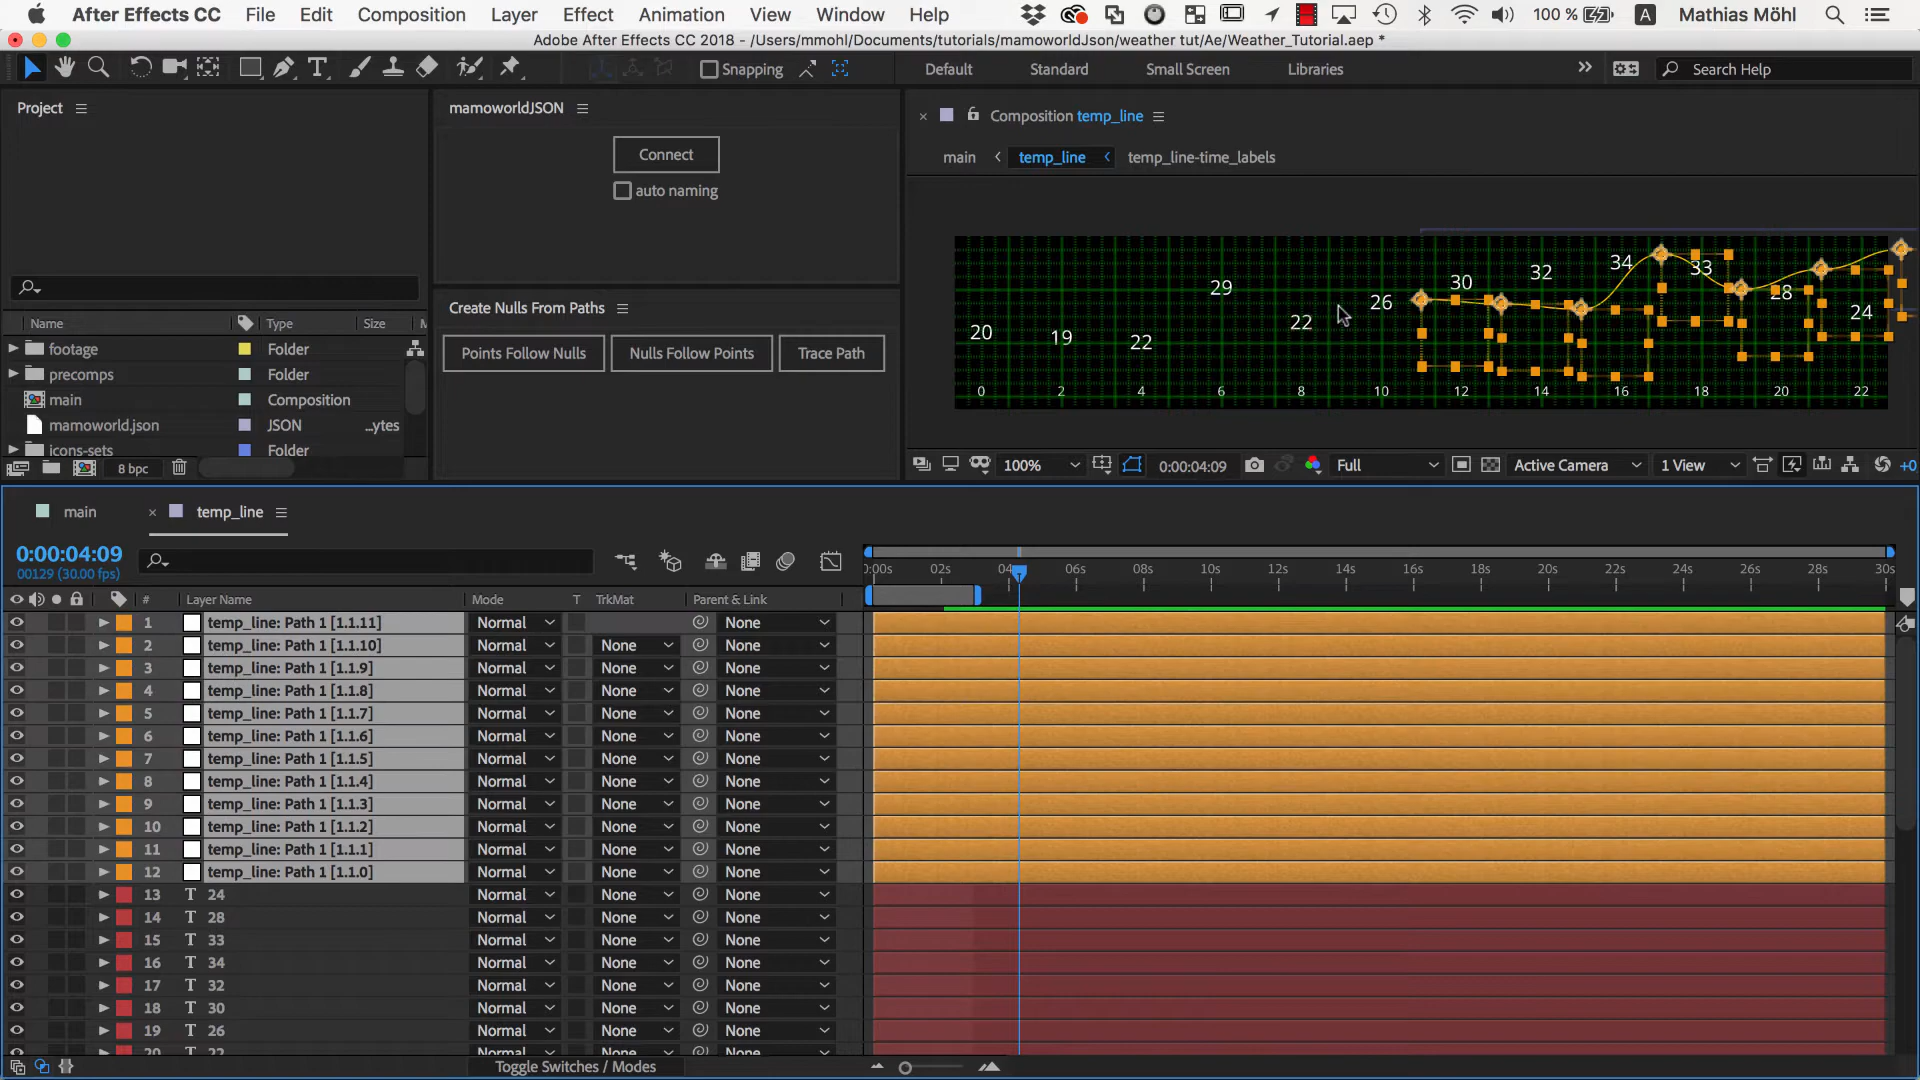 After Effects CC File Edit Composition Layer Effect Animation View Window Help 100 % A Mathias Möhl
Adobe After Effects CC 2018 - /Users/mmohl/Documents/tutorials/mamoworldJson/weather tut/Ae/Weather_Tutorial.aep *
Snapping Default Standard Small Screen Libraries Search Help
Project
mamoworldJSON
Connect
auto naming
Create Nulls From Paths
Points Follow Nulls Nulls Follow Points Trace Path
Name Type Size
footage Folder
precomps Folder
main Composition
mamoworld.json JSON ...ytes
icons-sets Folder
8 bpc
Composition temp_line
main temp_line temp_line-time_labels
20 19 22 29 22 26 30 32 34 33 28 24
0 2 4 6 8 10 12 14 16 18 20 22
100% 0:00:04:09 Full Active Camera 1 View +0
main temp_line
0:00:04:09
00129 (30.00 fps)
0:00s 02s 04 06s 08s 10s 12s 14s 16s 18s 20s 22s 24s 26s 28s 30s
# Layer Name Mode T TrkMat Parent & Link
1 temp_line: Path 1 [1.1.11] Normal None
2 temp_line: Path 1 [1.1.10] Normal None None
3 temp_line: Path 1 [1.1.9] Normal None None
4 temp_line: Path 1 [1.1.8] Normal None None
5 temp_line: Path 1 [1.1.7] Normal None None
6 temp_line: Path 1 [1.1.6] Normal None None
7 temp_line: Path 1 [1.1.5] Normal None None
8 temp_line: Path 1 [1.1.4] Normal None None
9 temp_line: Path 1 [1.1.3] Normal None None
10 temp_line: Path 1 [1.1.2] Normal None None
11 temp_line: Path 1 [1.1.1] Normal None None
12 temp_line: Path 1 [1.1.0] Normal None None
13 T 24 Normal None None
14 T 28 Normal None None
15 T 33 Normal None None
16 T 34 Normal None None
17 T 32 Normal None None
18 T 30 Normal None None
19 T 26 Normal None None
20 T 22
Toggle Switches / Modes